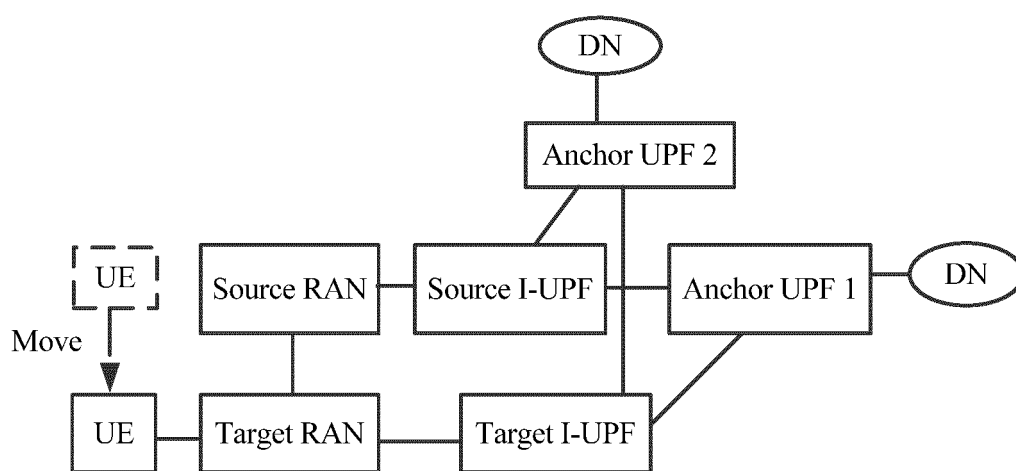 DN
Anchor UPF 2
UE
Source RAN
Source I-UPF
Anchor UPF 1
DN
Move
UE
Target RAN
Target I-UPF